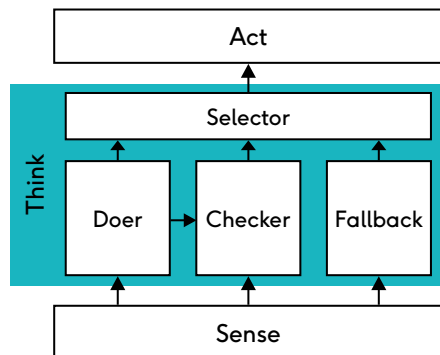 Act
Selector
Think
Doer
Checker
Fallback
Sense